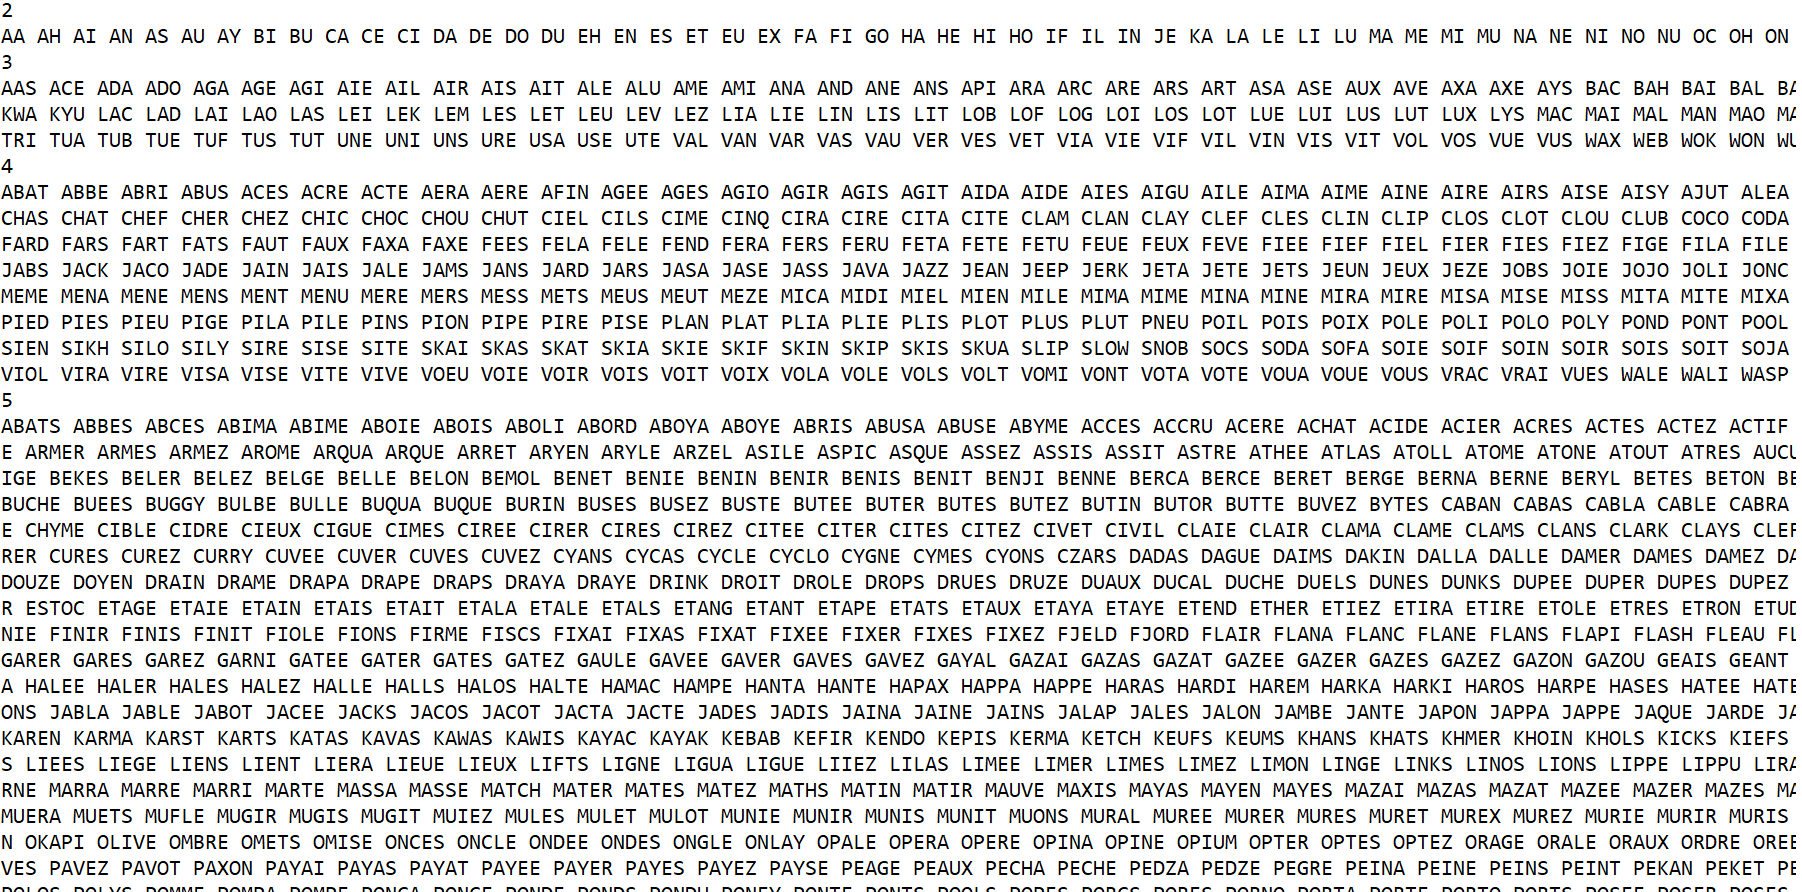 2
AA AH AI AN AS AU AY BI BU CA CE CI DA DE DO DU EH EN ES ET EU EX FA FI GO HA HE HI HO IF IL IN JE KA LA LE LI LU MA ME MI MU NA NE NI NO NU OC OH ON
3
AAS ACE ADA ADO AGA AGE AGI AIE AIL AIR AIS AIT ALE ALU AME AMI ANA AND ANE ANS API ARA ARC ARE ARS ART ASA ASE AUX AVE AXA AXE AYS BAC BAH BAI BAL BA
KWA KYU LAC LAD LAI LAO LAS LEI LEK LEM LES LET LEU LEV LEZ LIA LIE LIN LIS LIT LOB LOF LOG LOI LOS LOT LUE LUI LUS LUT LUX LYS MAC MAI MAL MAN MAO MA
TRI TUA TUB TUE TUF TUS TUT UNE UNI UNS URE USA USE UTE VAL VAN VAR VAS VAU VER VES VET VIA VIE VIF VIL VIN VIS VIT VOL VOS VUE VUS WAX WEB WOK WON WU
4
ABAT ABBE ABRI ABUS ACES ACRE ACTE AERA AERE AFIN AGEE AGES AGIO AGIR AGIS AGIT AIDA AIDE AIES AIGU AILE AIMA AIME AINE AIRE AIRS AISE AISY AJUT ALEA
CHAS CHAT CHEF CHER CHEZ CHIC CHOC CHOU CHUT CIEL CILS CIME CINQ CIRA CIRE CITA CITE CLAM CLAN CLAY CLEF CLES CLIN CLIP CLOS CLOT CLOU CLUB COCO CODA
FARD FARS FART FATS FAUT FAUX FAXA FAXE FEES FELA FELE FEND FERA FERS FERU FETA FETE FETU FEUE FEUX FEVE FIEE FIEF FIEL FIER FIES FIEZ FIGE FILA FILE
JABS JACK JACO JADE JAIN JAIS JALE JAMS JANS JARD JARS JASA JASE JASS JAVA JAZZ JEAN JEEP JERK JETA JETE JETS JEUN JEUX JEZE JOBS JOIE JOJO JOLI JONC
MEME MENA MENE MENS MENT MENU MERE MERS MESS METS MEUS MEUT MEZE MICA MIDI MIEL MIEN MILE MIMA MIME MINA MINE MIRA MIRE MISA MISE MISS MITA MITE MIXA
PIED PIES PIEU PIGE PILA PILE PINS PION PIPE PIRE PISE PLAN PLAT PLIA PLIE PLIS PLOT PLUS PLUT PNEU POIL POIS POIX POLE POLI POLO POLY POND PONT POOL
SIEN SIKH SILO SILY SIRE SISE SITE SKAI SKAS SKAT SKIA SKIE SKIF SKIN SKIP SKIS SKUA SLIP SLOW SNOB SOCS SODA SOFA SOIE SOIF SOIN SOIR SOIS SOIT SOJA
VIOL VIRA VIRE VISA VISE VITE VIVE VOEU VOIE VOIR VOIS VOIT VOIX VOLA VOLE VOLS VOLT VOMI VONT VOTA VOTE VOUA VOUE VOUS VRAC VRAI VUES WALE WALI WASP
5
ABATS ABBES ABCES ABIMA ABIME ABOIE ABOIS ABOLI ABORD ABOYA ABOYE ABRIS ABUSA ABUSE ABYME ACCES ACCRU ACERE ACHAT ACIDE ACIER ACRES ACTES ACTEZ ACTIF
E ARMER ARMES ARMEZ AROME ARQUA ARQUE ARRET ARYEN ARYLE ARZEL ASILE ASPIC ASQUE ASSEZ ASSIS ASSIT ASTRE ATHEE ATLAS ATOLL ATOME ATONE ATOUT ATRES AUCU
IGE BEKES BELER BELEZ BELGE BELLE BELON BEMOL BENET BENIE BENIN BENIR BENIS BENIT BENJI BENNE BERCA BERCE BERET BERGE BERNA BERNE BERYL BETES BETON BE
BUCHE BUEES BUGGY BULBE BULLE BUQUA BUQUE BURIN BUSES BUSEZ BUSTE BUTEE BUTER BUTES BUTEZ BUTIN BUTOR BUTTE BUVEZ BYTES CABAN CABAS CABLA CABLE CABRA
E CHYME CIBLE CIDRE CIEUX CIGUE CIMES CIREE CIRER CIRES CIREZ CITEE CITER CITES CITEZ CIVET CIVIL CLAIE CLAIR CLAMA CLAME CLAMS CLANS CLARK CLAYS CLEF
RER CURES CUREZ CURRY CUVEE CUVER CUVES CUVEZ CYANS CYCAS CYCLE CYCLO CYGNE CYMES CYONS CZARS DADAS DAGUE DAIMS DAKIN DALLA DALLE DAMER DAMES DAMEZ DA
DOUZE DOYEN DRAIN DRAME DRAPA DRAPE DRAPS DRAYA DRAYE DRINK DROIT DROLE DROPS DRUES DRUZE DUAUX DUCAL DUCHE DUELS DUNES DUNKS DUPEE DUPER DUPES DUPEZ
R ESTOC ETAGE ETAIE ETAIN ETAIS ETAIT ETALA ETALE ETALS ETANG ETANT ETAPE ETATS ETAUX ETAYA ETAYE ETEND ETHER ETIEZ ETIRA ETIRE ETOLE ETRES ETRON ETUD
NIE FINIR FINIS FINIT FIOLE FIONS FIRME FISCS FIXAI FIXAS FIXAT FIXEE FIXER FIXES FIXEZ FJELD FJORD FLAIR FLANA FLANC FLANE FLANS FLAPI FLASH FLEAU FL
GARER GARES GAREZ GARNI GATEE GATER GATES GATEZ GAULE GAVEE GAVER GAVES GAVEZ GAYAL GAZAI GAZAS GAZAT GAZEE GAZER GAZES GAZEZ GAZON GAZOU GEAIS GEANT
A HALEE HALER HALES HALEZ HALLE HALLS HALOS HALTE HAMAC HAMPE HANTA HANTE HAPAX HAPPA HAPPE HARAS HARDI HAREM HARKA HARKI HAROS HARPE HASES HATEE HATE
ONS JABLA JABLE JABOT JACEE JACKS JACOS JACOT JACTA JACTE JADES JADIS JAINA JAINE JAINS JALAP JALES JALON JAMBE JANTE JAPON JAPPA JAPPE JAQUE JARDE JA
KAREN KARMA KARST KARTS KATAS KAVAS KAWAS KAWIS KAYAC KAYAK KEBAB KEFIR KENDO KEPIS KERMA KETCH KEUFS KEUMS KHANS KHATS KHMER KHOIN KHOLS KICKS KIEFS
S LIEES LIEGE LIENS LIENT LIERA LIEUE LIEUX LIFTS LIGNE LIGUA LIGUE LIIEZ LILAS LIMEE LIMER LIMES LIMEZ LIMON LINGE LINKS LINOS LIONS LIPPE LIPPU LIRA
RNE MARRA MARRE MARRI MARTE MASSA MASSE MATCH MATER MATES MATEZ MATHS MATIN MATIR MAUVE MAXIS MAYAS MAYEN MAYES MAZAI MAZAS MAZAT MAZEE MAZER MAZES MA
MUERA MUETS MUFLE MUGIR MUGIS MUGIT MUIEZ MULES MULET MULOT MUNIE MUNIR MUNIS MUNIT MUONS MURAL MUREE MURER MURES MURET MUREX MUREZ MURIE MURIR MURIS
N OKAPI OLIVE OMBRE OMETS OMISE ONCES ONCLE ONDEE ONDES ONGLE ONLAY OPALE OPERA OPERE OPINA OPINE OPIUM OPTER OPTES OPTEZ ORAGE ORALE ORAUX ORDRE OREE
VES PAVEZ PAVOT PAXON PAYAI PAYAS PAYAT PAYEE PAYER PAYES PAYEZ PAYSE PEAGE PEAUX PECHA PECHE PEDZA PEDZE PEGRE PEINA PEINE PEINS PEINT PEKAN PEKET PE